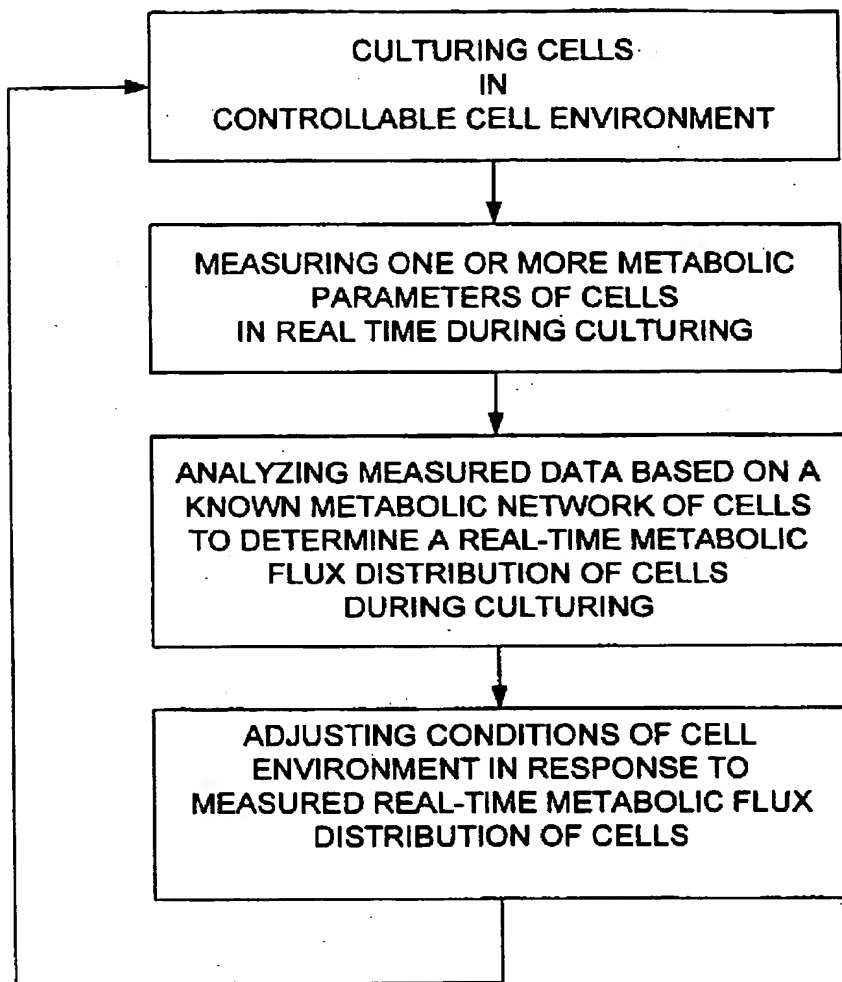 CULTURING CELLS
IN
CONTROLLABLE CELL ENVIRONMENT
MEASURING ONE OR MORE METABOLIC
PARAMETERS OF CELLS
IN REAL TIME DURING CULTURING
ANALYZING MEASURED DATA BASED ON A
KNOWN METABOLIC NETWORK OF CELLS
TO DETERMINE A REAL-TIME METABOLIC
FLUX DISTRIBUTION OF CELLS
DURING CULTURING
ADJUSTING CONDITIONS OF CELL
ENVIRONMENT IN RESPONSE TO
MEASURED REAL-TIME METABOLIC FLUX
DISTRIBUTION OF CELLS